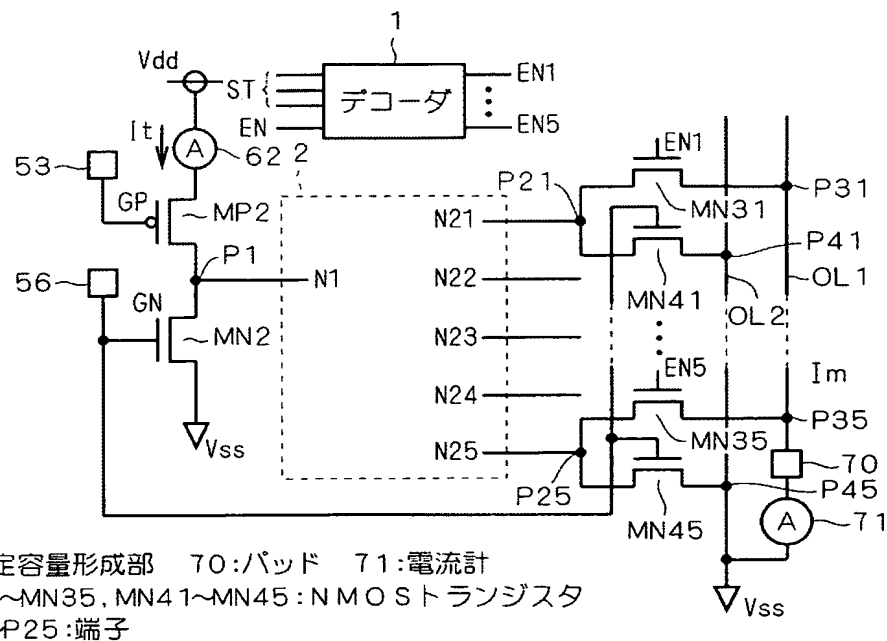 1
Vdd
ST
デコーダ
EN1
EN
EN5
It
A
62
2
53
GP
MP2
P21
EN1
MN31
P31
N21
P1
56
N1
N22
MN41
P41
OL1
OL2
GN
MN2
N23
EN5
Im
N24
Vss
N25
MN35
P35
70
P25
MN45
P45
A
71
Vss
定容量形成部 70:パッド 71:電流計
~MN35,MN41~MN45:NMOSトランジスタ
P25:端子